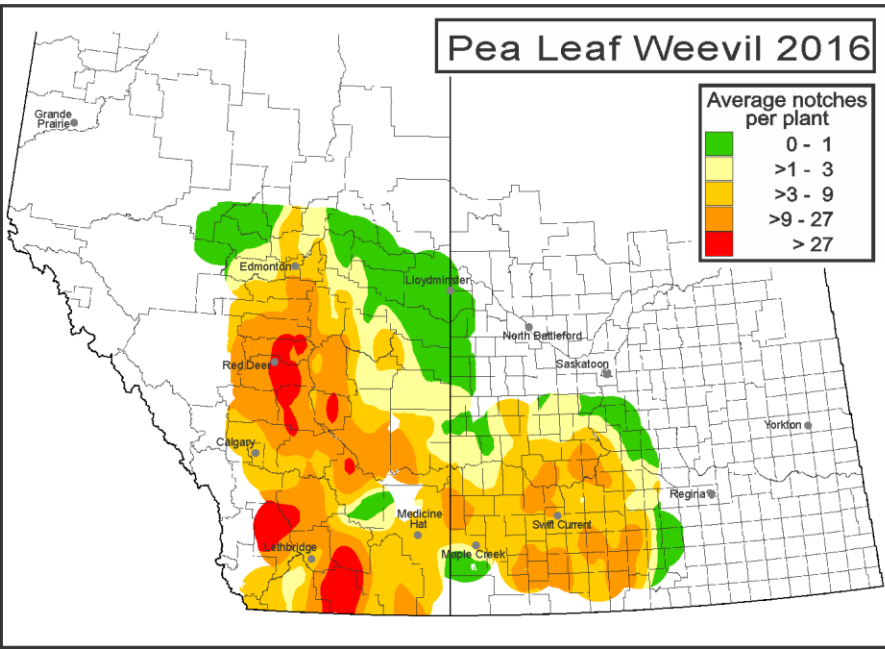 Pea Leaf Weevil 2016
Average notches
per plant
0 - 1
>1 - 3
>3 - 9
>9 - 27
> 27
Grande
Prairie
Edmonton
Lloydminster
North Battleford
Saskatoon
Red Deer
Yorkton
Calgary
Regina
Medicine
Hat
Swift Current
Lethbridge
Maple Creek